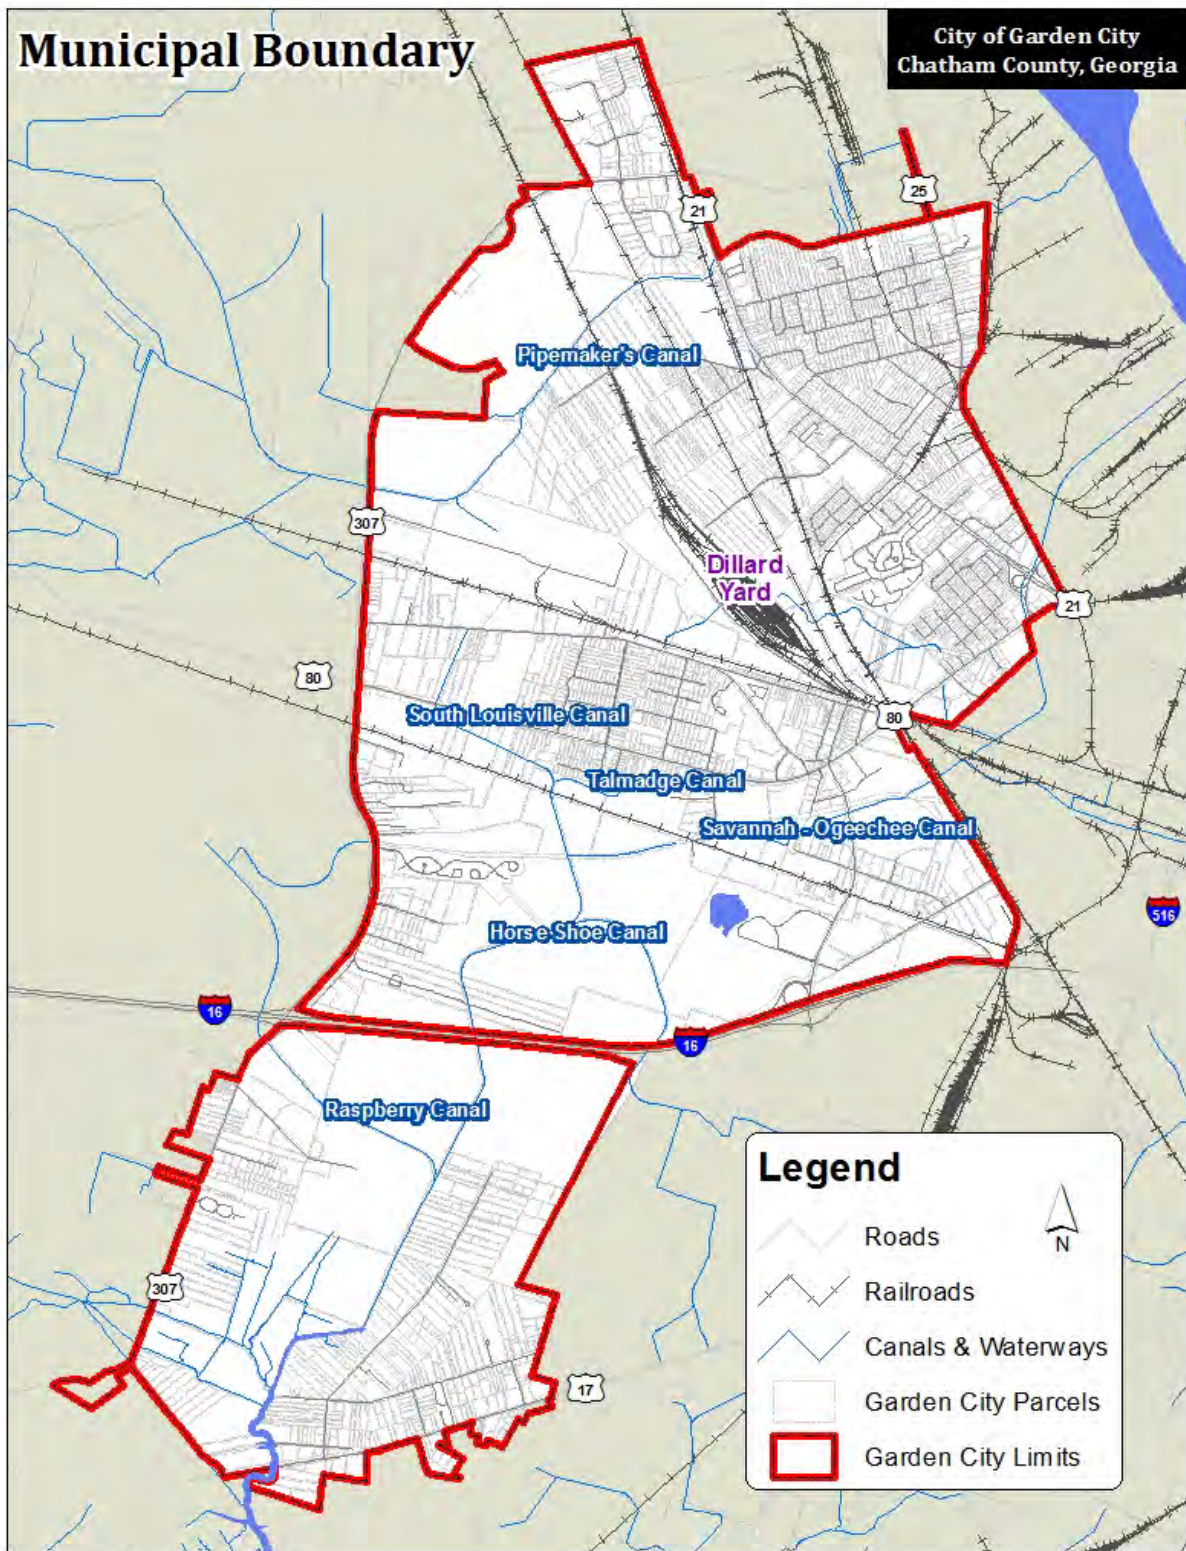 Municipal Boundary
City of Garden City
Chatham County, Georgia
25
21
Pipemaker's Canal
307
Dillard
Yard
21
80
South Louisville Canal
80
Talmadge Canal
Savannah - Ogeechee Canal
516
Horse Shoe Canal
16
16
Raspberry Canal
307
17
Legend
Roads
N
Railroads
Canals & Waterways
Garden City Parcels
Garden City Limits